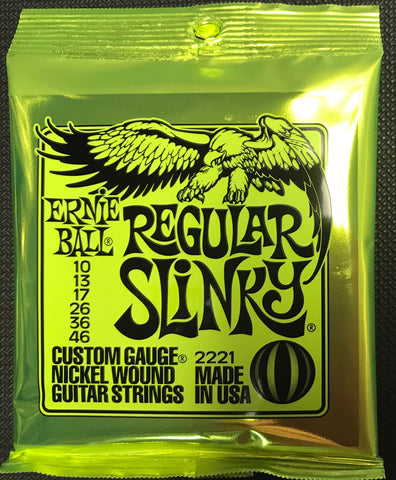 ERNIE
BALL®
REGULAR
SLINKY®
10
13
17
26
36
46
CUSTOM GAUGE®
NICKEL WOUND
GUITAR STRINGS
2221
MADE
IN USA